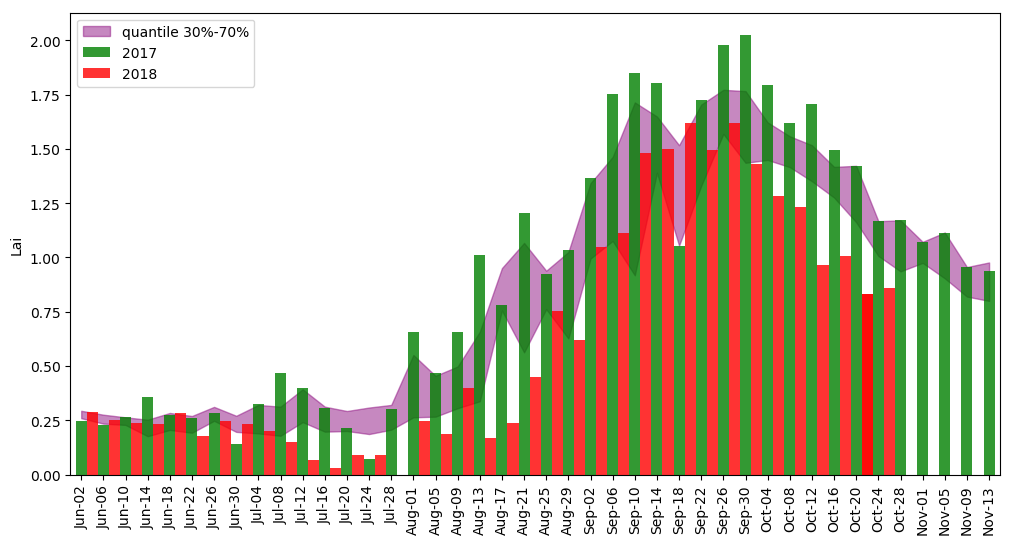 quantile 30%-70%
2017
2018
2.00
1.75
1.50
1.25
1.00
0.75
0.50
0.25
0.00
Lai
Jun-02
Jun-06
Jun-10
Jun-14
Jun-18
Jun-22
Jun-26
Jun-30
Jul-04
Jul-08
Jul-12
Jul-16
Jul-20
Jul-24
Jul-28
Aug-01
Aug-05
Aug-09
Aug-13
Aug-17
Aug-21
Aug-25
Aug-29
Sep-02
Sep-06
Sep-10
Sep-14
Sep-18
Sep-22
Sep-26
Sep-30
Oct-04
Oct-08
Oct-12
Oct-16
Oct-20
Oct-24
Oct-28
Nov-01
Nov-05
Nov-09
Nov-13